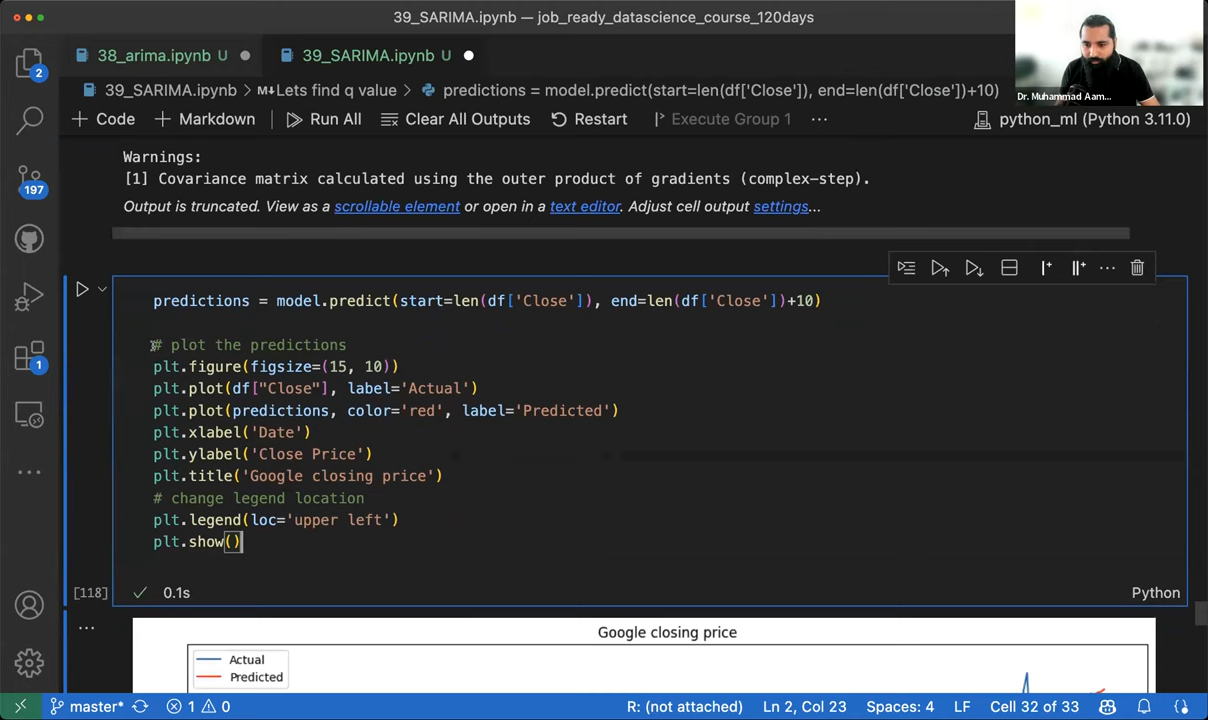 39_SARIMA.ipynb — job_ready_datascience_course_120days
38_arima.ipynb U
39_SARIMA.ipynb U
Dr. Muhammad Aam...
2
39_SARIMA.ipynb > M↓Lets find q value > predictions = model.predict(start=len(df['Close']), end=len(df['Close'])+10)
+ Code + Markdown Run All Clear All Outputs Restart Execute Group 1 ... python_ml (Python 3.11.0)
Warnings:
[1] Covariance matrix calculated using the outer product of gradients (complex-step).
197
Output is truncated. View as a scrollable element or open in a text editor. Adjust cell output settings...
predictions = model.predict(start=len(df['Close']), end=len(df['Close'])+10)
# plot the predictions
1
plt.figure(figsize=(15, 10))
plt.plot(df["Close"], label='Actual')
plt.plot(predictions, color='red', label='Predicted')
plt.xlabel('Date')
plt.ylabel('Close Price')
plt.title('Google closing price')
# change legend location
plt.legend(loc='upper left')
plt.show()
[118] 0.1s Python
Google closing price
Actual
Predicted
master* 1 0 R: (not attached) Ln 2, Col 23 Spaces: 4 LF Cell 32 of 33